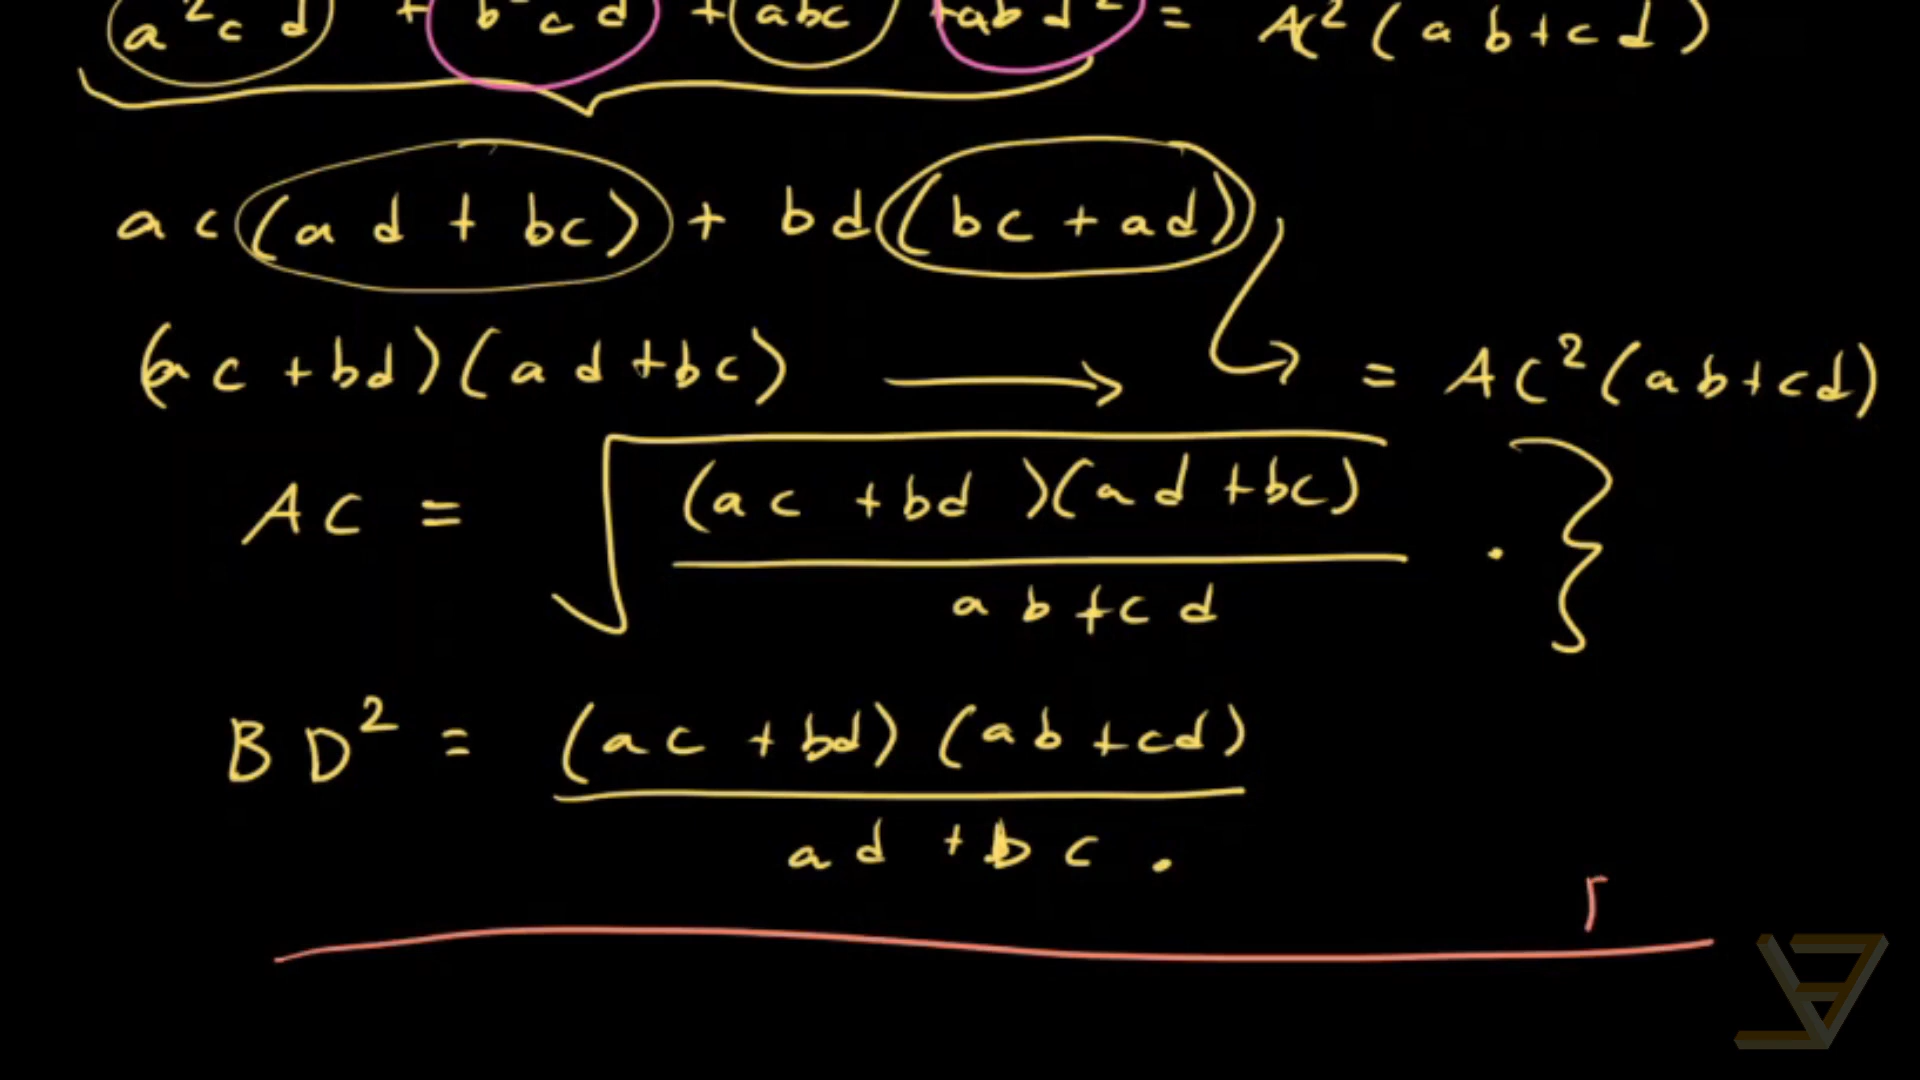 a²cd + b²cd + abc + abd² = AC²(ab+cd)
ac(ad + bc) + bd(bc + ad)
(ac + bd)(ad + bc) → = AC²(ab+cd)
AC = √((ac + bd)(ad + bc) / (ab + cd)) .
BD² = (ac + bd)(ab + cd) / (ad + bc) .